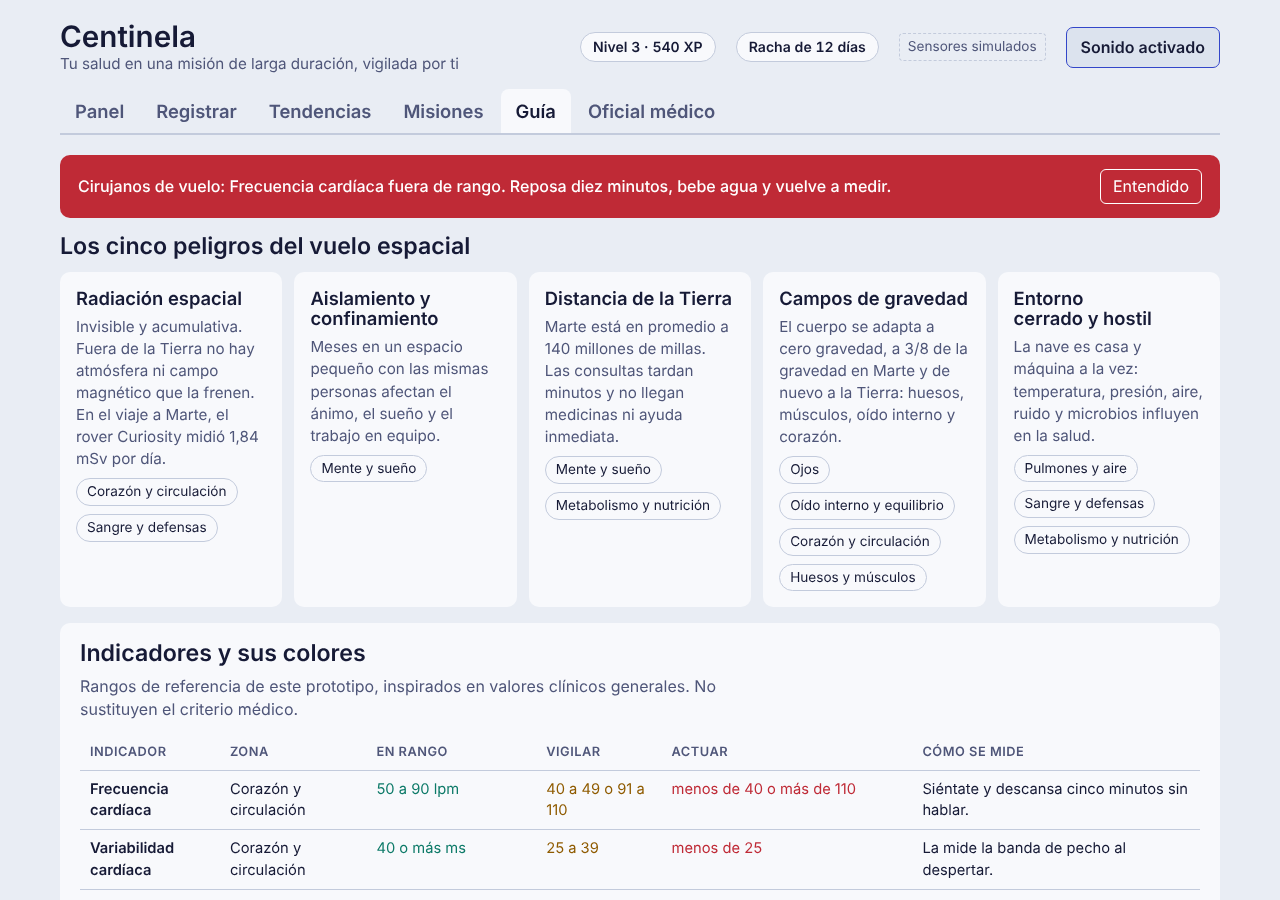 Centinela
Tu salud en una misión de larga duración, vigilada por ti
Nivel 3 · 540 XP
Racha de 12 días
Sensores simulados
Sonido activado
Panel
Registrar
Tendencias
Misiones
Guía
Oficial médico
Cirujanos de vuelo: Frecuencia cardíaca fuera de rango. Reposa diez minutos, bebe agua y vuelve a medir.
Entendido
Los cinco peligros del vuelo espacial
Radiación espacial
Invisible y acumulativa.
Fuera de la Tierra no hay
atmósfera ni campo
magnético que la frenen.
En el viaje a Marte, el
rover Curiosity midió 1,84
mSv por día.
Corazón y circulación
Sangre y defensas
Aislamiento y
confinamiento
Meses en un espacio
pequeño con las mismas
personas afectan el
ánimo, el sueño y el
trabajo en equipo.
Mente y sueño
Distancia de la Tierra
Marte está en promedio a
140 millones de millas.
Las consultas tardan
minutos y no llegan
medicinas ni ayuda
inmediata.
Mente y sueño
Metabolismo y nutrición
Campos de gravedad
El cuerpo se adapta a
cero gravedad, a 3/8 de la
gravedad en Marte y de
nuevo a la Tierra: huesos,
músculos, oído interno y
corazón.
Ojos
Oído interno y equilibrio
Corazón y circulación
Huesos y músculos
Entorno
cerrado y hostil
La nave es casa y
máquina a la vez:
temperatura, presión, aire,
ruido y microbios influyen
en la salud.
Pulmones y aire
Sangre y defensas
Metabolismo y nutrición
Indicadores y sus colores
Rangos de referencia de este prototipo, inspirados en valores clínicos generales. No
sustituyen el criterio médico.
INDICADOR
ZONA
EN RANGO
VIGILAR
ACTUAR
CÓMO SE MIDE
Frecuencia
cardíaca
Corazón y
circulación
50 a 90 lpm
40 a 49 o 91 a
110
menos de 40 o más de 110
Siéntate y descansa cinco minutos sin
hablar.
Variabilidad
cardíaca
Corazón y
circulación
40 o más ms
25 a 39
menos de 25
La mide la banda de pecho al
despertar.